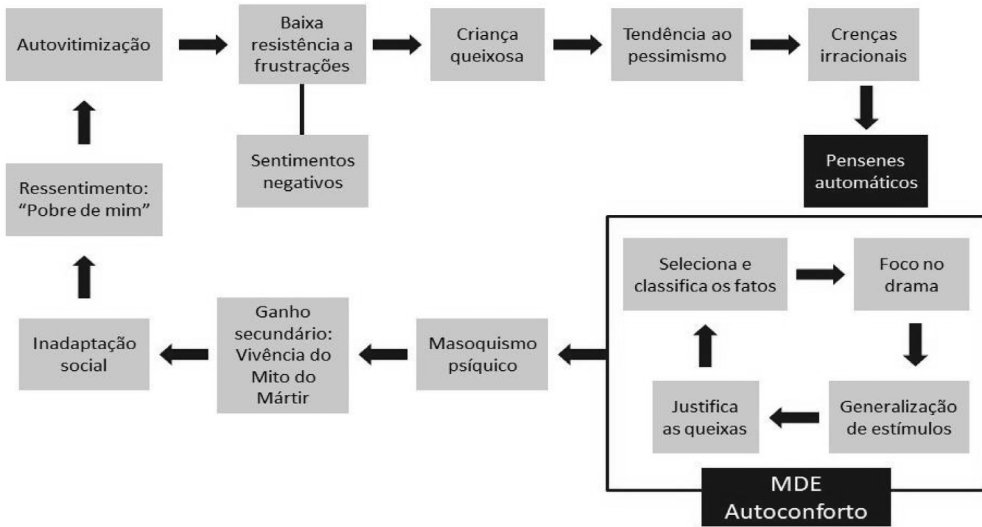 Autovitimização
Baixa
resistência a
frustrações
Criança
queixosa
Tendência ao
pessimismo
Crenças
irracionais
Sentimentos
negativos
Pensenes
automáticos
Ressentimento:
“Pobre de mim”
Seleciona e
classifica os fatos
Foco no
drama
Inadaptação
social
Ganho
secundário:
Vivência do
Mito do
Mártir
Masoquismo
psíquico
Justifica
as queixas
Generalização
de estímulos
MDE
Autoconforto